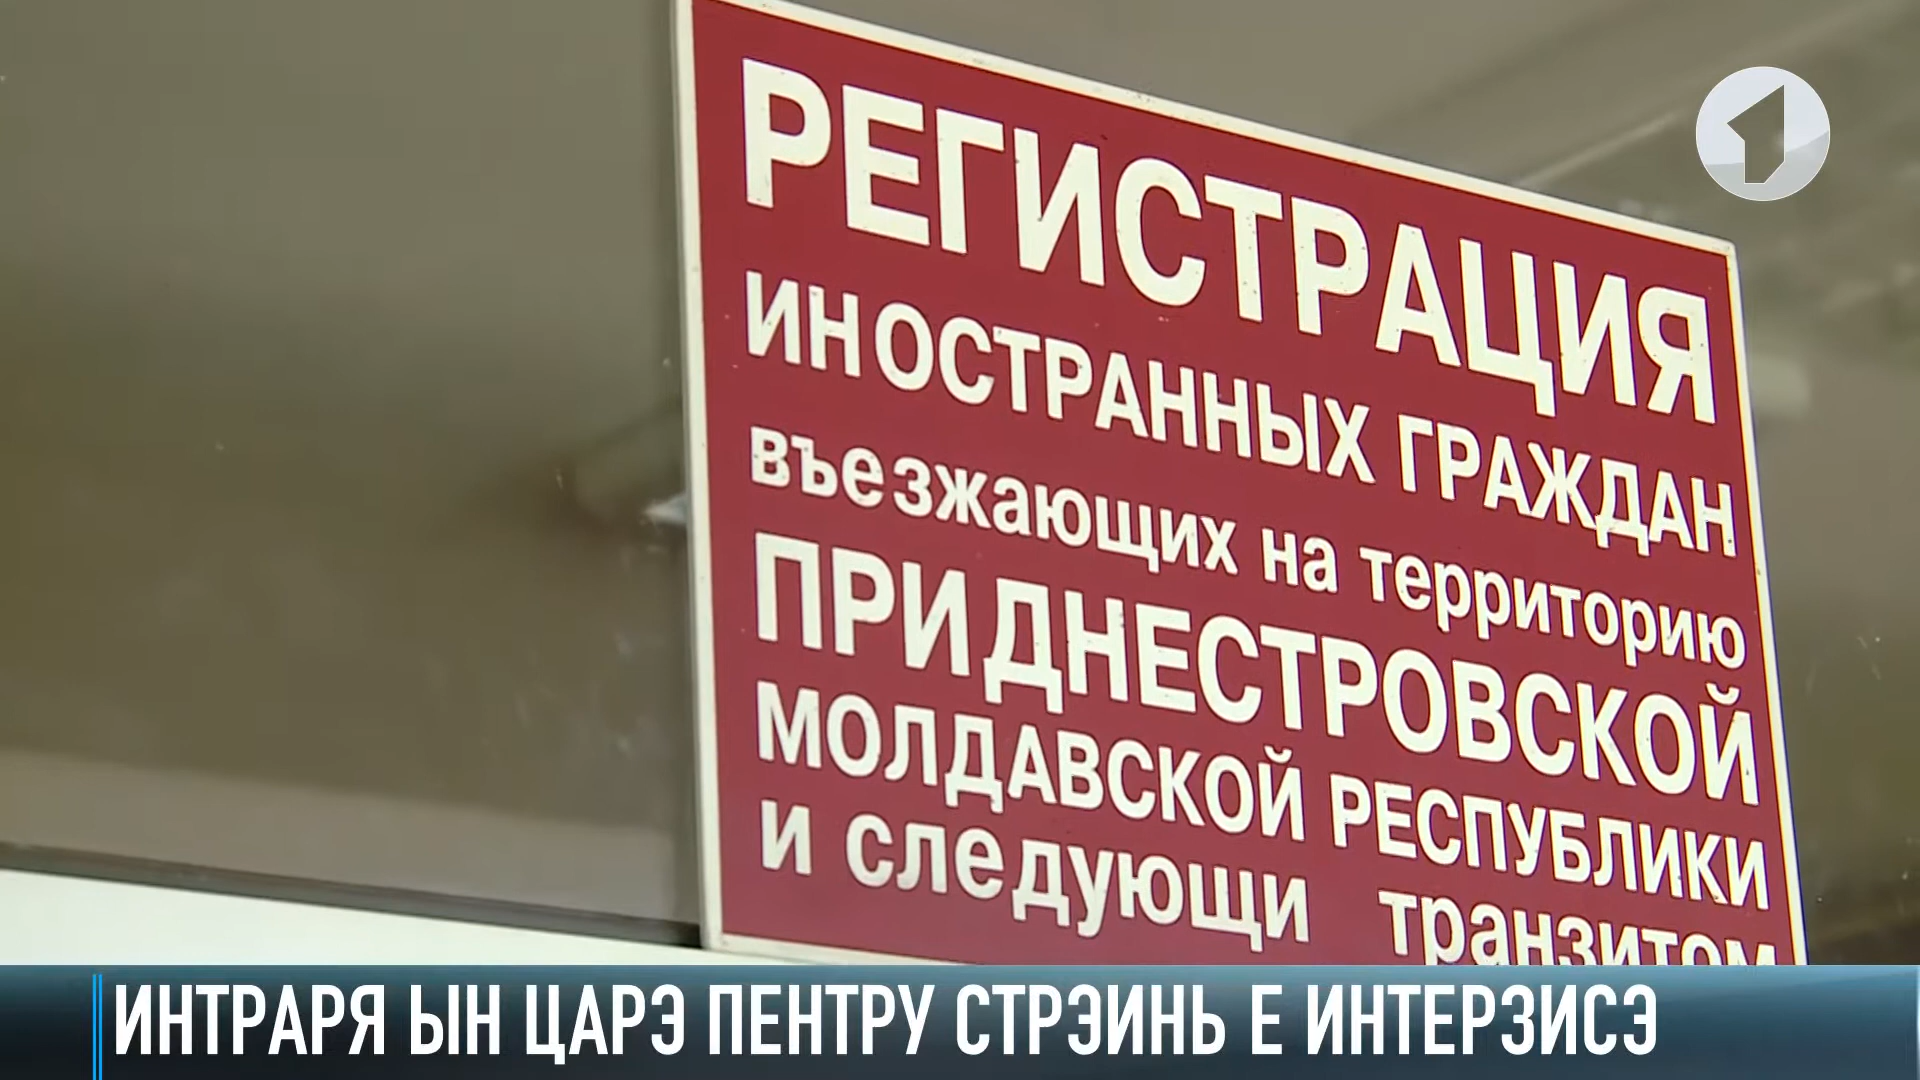 РЕГИСТРАЦИЯ
ИНОСТРАННЫХ ГРАЖДАН
въезжающих на территорию
ПРИДНЕСТРОВСКОЙ
МОЛДАВСКОЙ РЕСПУБЛИКИ
и следующи транзитом
ИНТРАРЯ ЫН ЦАРЭ ПЕНТРУ СТРЭИНЬ Е ИНТЕРЗИСЭ